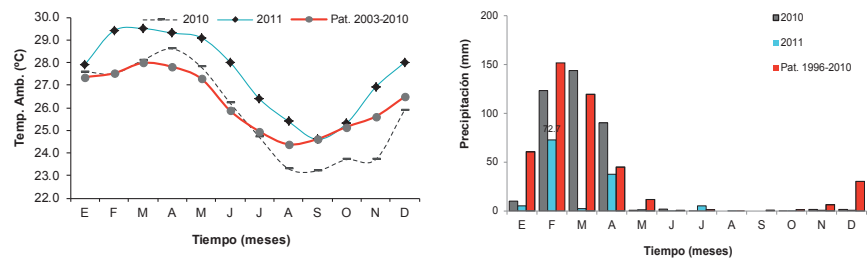 2010 2011 Pat. 2003-2010
Temp. Amb. (ºC)
30.0
29.0
28.0
27.0
26.0
25.0
24.0
23.0
22.0
E F M A M J J A S O N D
Tiempo (meses)
2010
2011
Pat. 1996-2010
Precipitación (mm)
200
150
100
50
0
72.7
E F M A M J J A S O N D
Tiempo (meses)